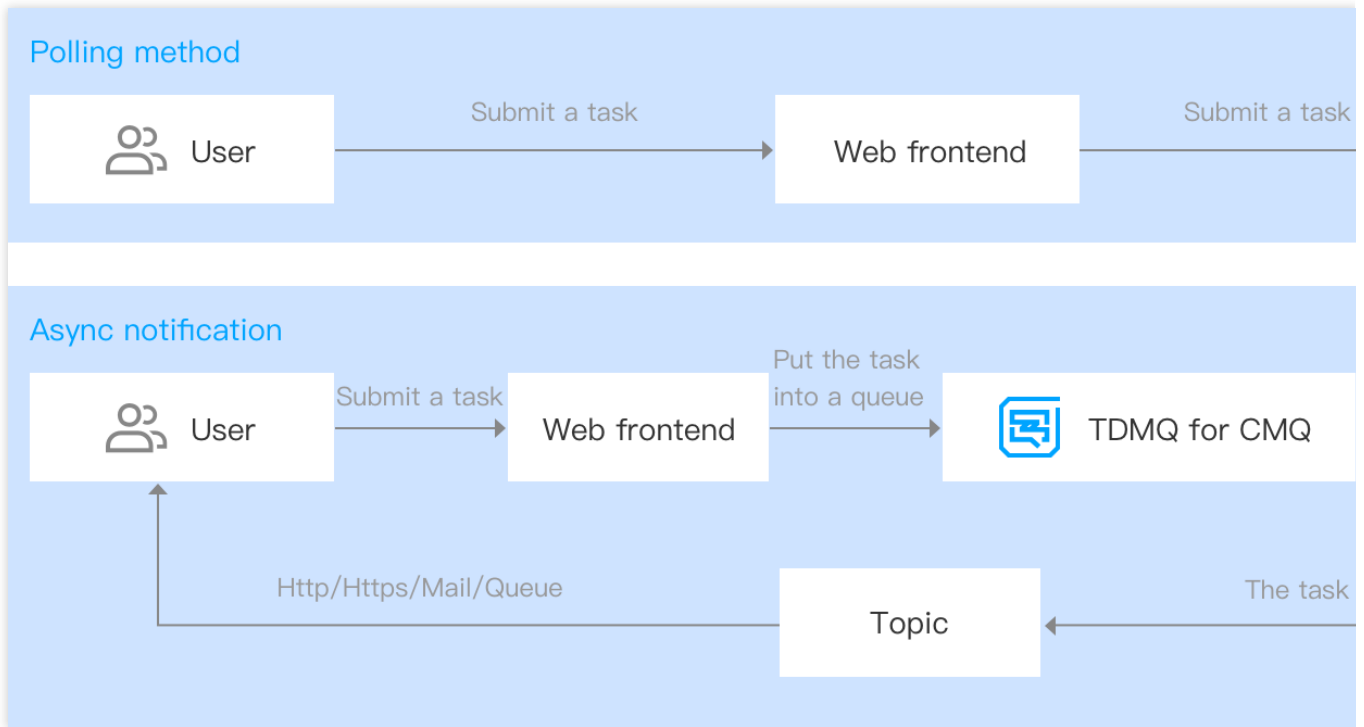 Polling method
Submit a task
Submit a task
User
Web frontend
Async notification
Put the task
into a queue
Submit a task
User
Web frontend
TDMQ for CMQ
Http/Https/Mail/Queue
The task
Topic